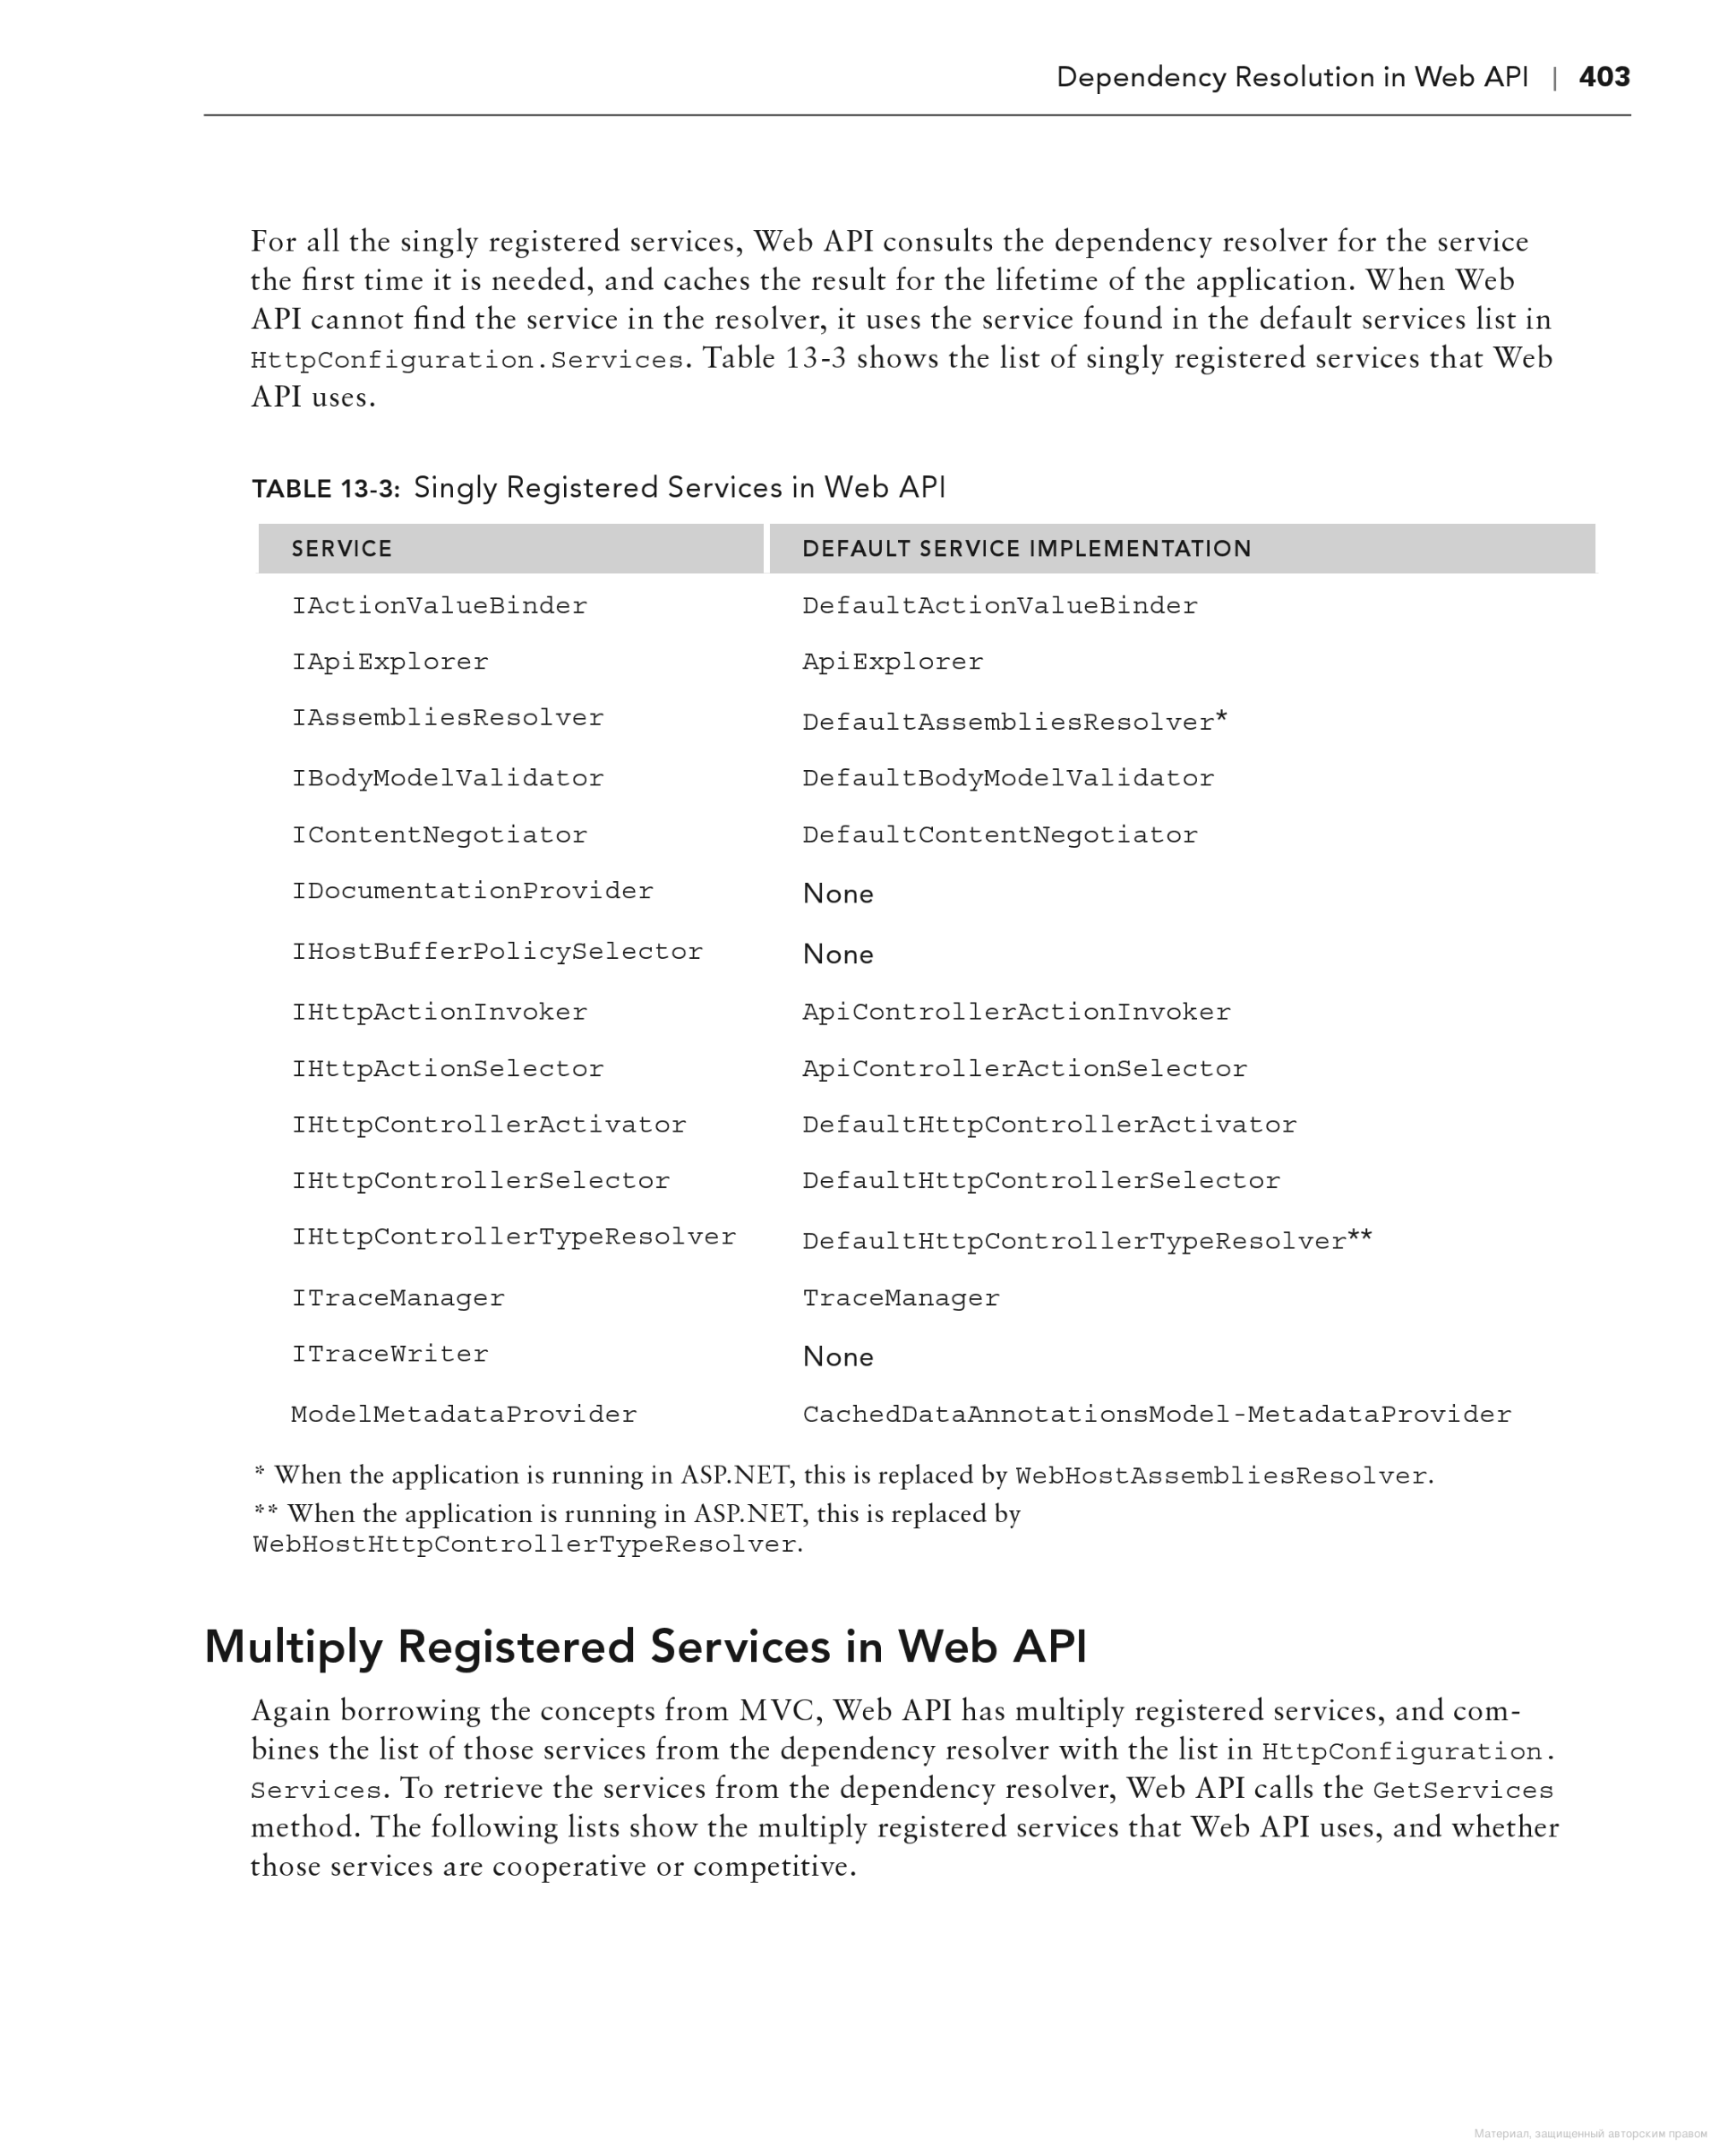 Dependency Resolution in Web API | 403
For all the singly registered services, Web API consults the dependency resolver for the service
the first time it is needed, and caches the result for the lifetime of the application. When Web
API cannot find the service in the resolver, it uses the service found in the default services list in
HttpConfiguration.Services. Table 13-3 shows the list of singly registered services that Web
API uses.
TABLE 13-3: Singly Registered Services in Web API
SERVICE DEFAULT SERVICE IMPLEMENTATION
IActionValueBinder DefaultActionValueBinder
IApiExplorer ApiExplorer
IAssembliesResolver DefaultAssembliesResolver*
IBodyModelValidator DefaultBodyModelValidator
IContentNegotiator DefaultContentNegotiator
IDocumentationProvider None
IHostBufferPolicySelector None
IHttpActionInvoker ApiControllerActionInvoker
IHttpActionSelector ApiControllerActionSelector
IHttpControllerActivator DefaultHttpControllerActivator
IHttpControllerSelector DefaultHttpControllerSelector
IHttpControllerTypeResolver DefaultHttpControllerTypeResolver**
ITraceManager TraceManager
ITraceWriter None
ModelMetadataProvider CachedDataAnnotationsModel-MetadataProvider
* When the application is running in ASP.NET, this is replaced by WebHostAssembliesResolver.
** When the application is running in ASP.NET, this is replaced by
WebHostHttpControllerTypeResolver.
Multiply Registered Services in Web API
Again borrowing the concepts from MVC, Web API has multiply registered services, and com-
bines the list of those services from the dependency resolver with the list in HttpConfiguration.
Services. To retrieve the services from the dependency resolver, Web API calls the GetServices
method. The following lists show the multiply registered services that Web API uses, and whether
those services are cooperative or competitive.
Материал, защищенный авторским правом